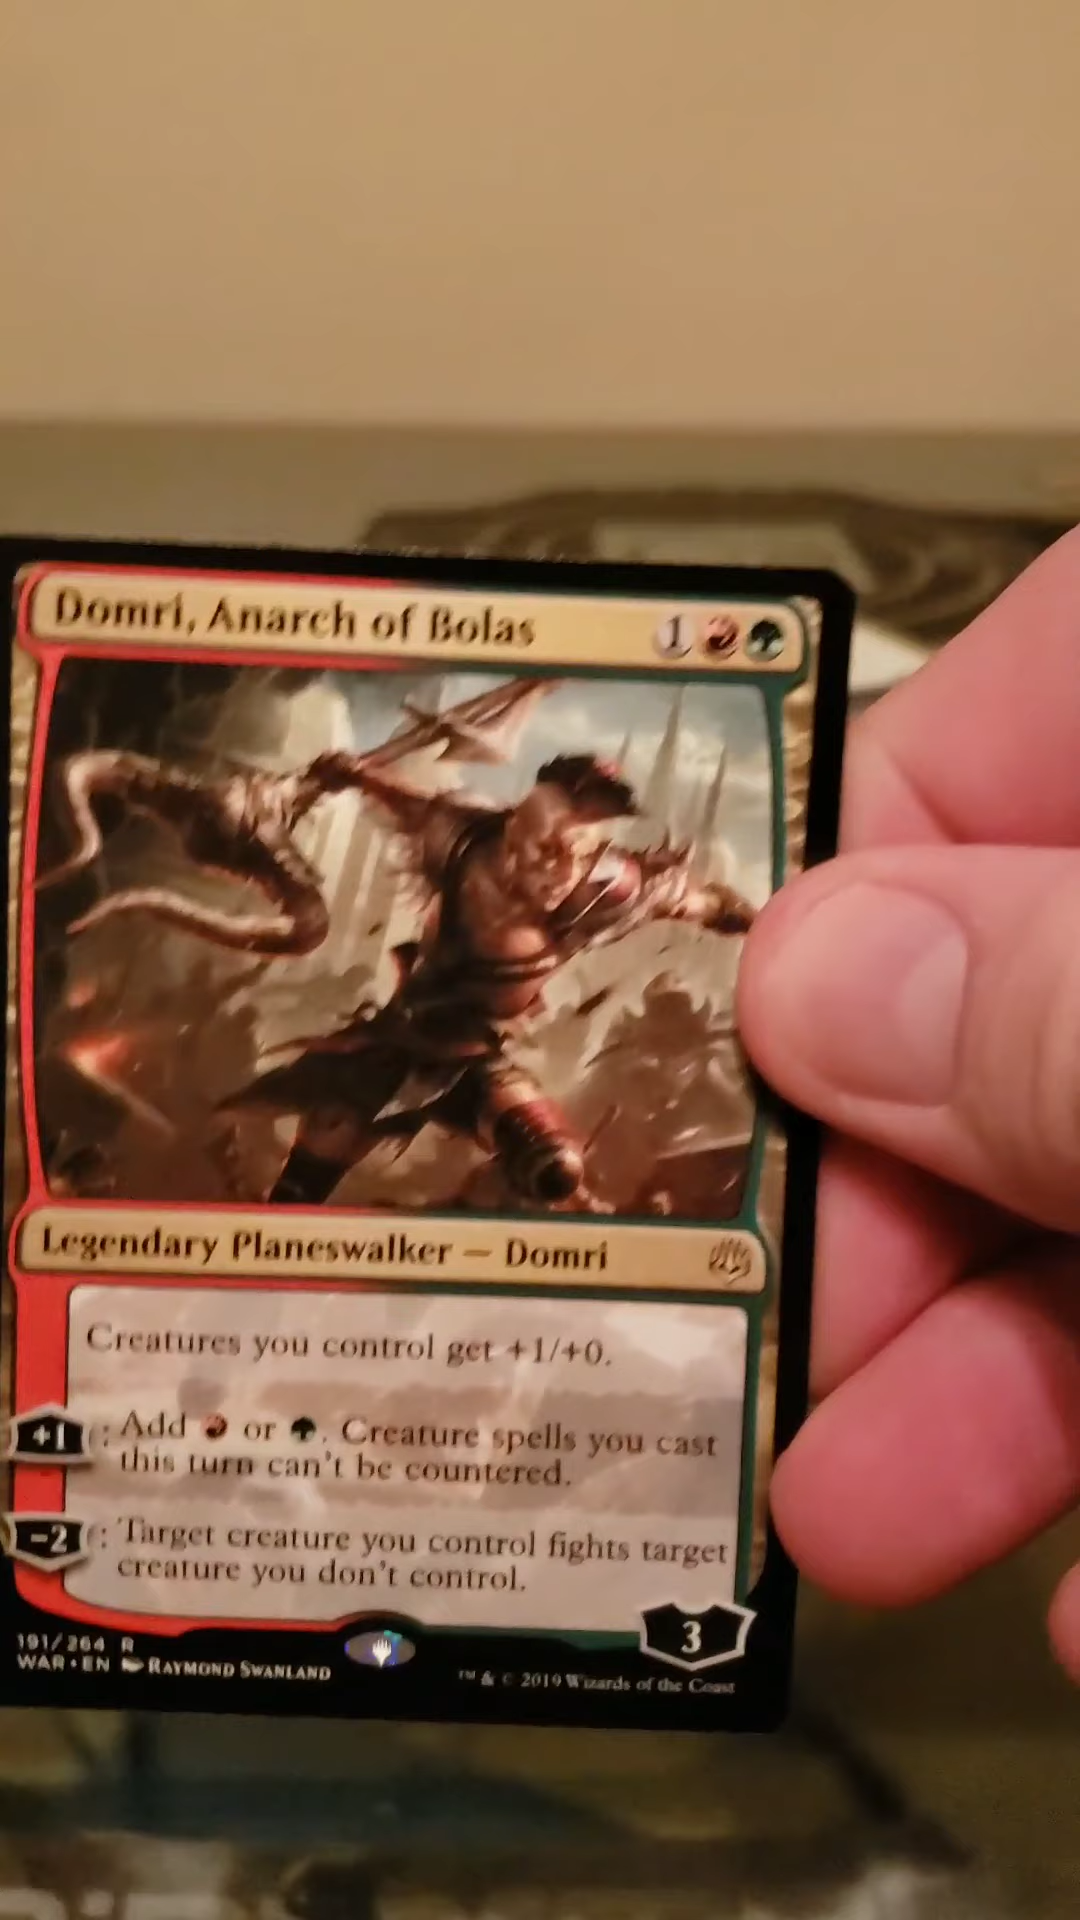 Domri, Anarch of Bolas 1
Legendary Planeswalker — Domri
Creatures you control get +1/+0.
+1 : Add or . Creature spells you cast
this turn can't be countered.
-2 : Target creature you control fights target
creature you don't control.
3
191/264 R
WAR • EN Raymond Swanland
™ & © 2019 Wizards of the Coast